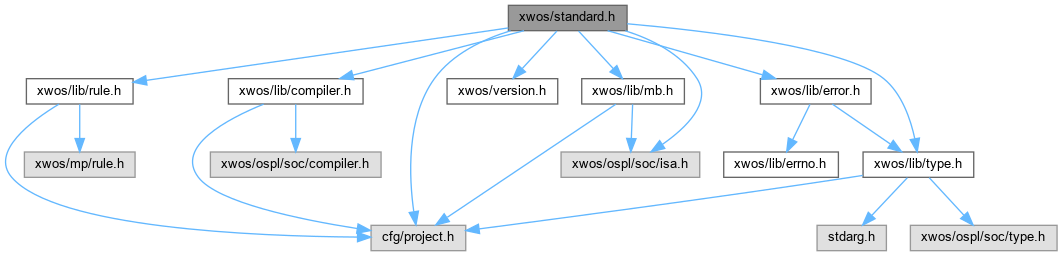 xwos/standard.h
xwos/lib/rule.h
xwos/lib/compiler.h
xwos/version.h
xwos/lib/mb.h
xwos/lib/error.h
xwos/mp/rule.h
xwos/ospl/soc/compiler.h
xwos/ospl/soc/isa.h
xwos/lib/errno.h
xwos/lib/type.h
cfg/project.h
stdarg.h
xwos/ospl/soc/type.h